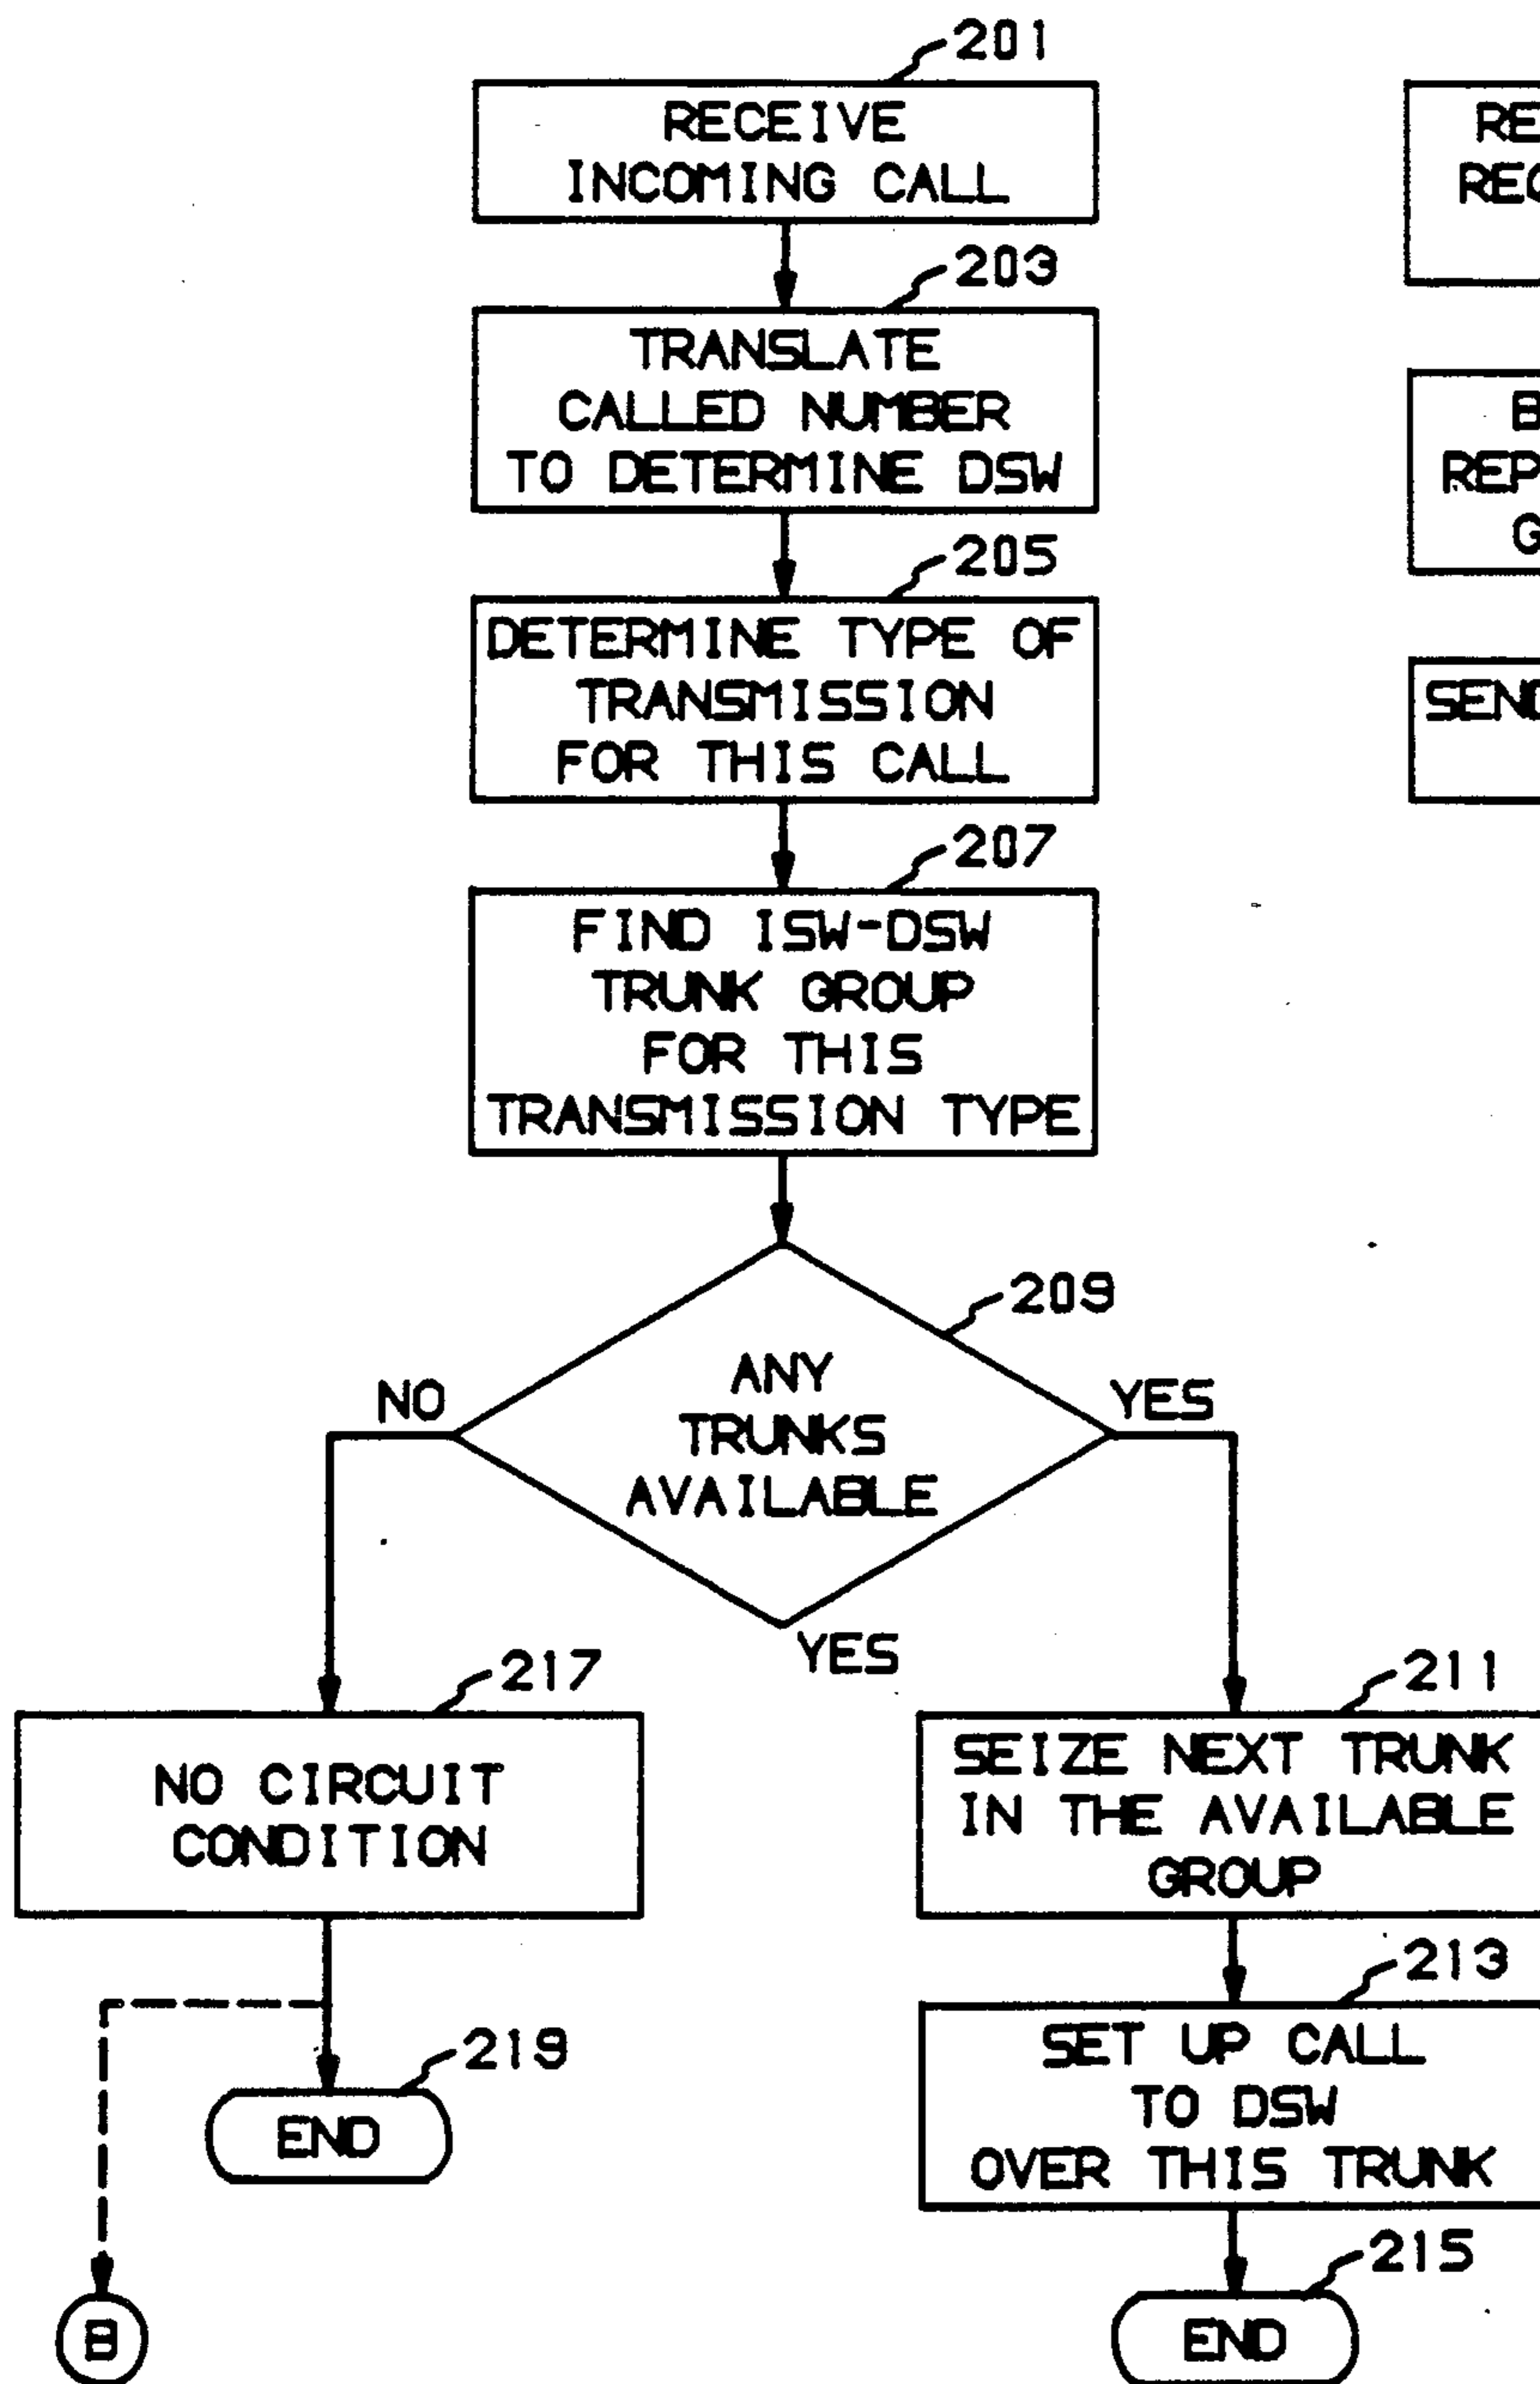 201
RECEIVE
INCOMING CALL
203
TRANSLATE
CALLED NUMBER
TO DETERMINE DSW
205
DETERMINE TYPE OF
TRANSMISSION
FOR THIS CALL
207
FIND ISW-DSW
TRUNK GROUP
FOR THIS
TRANSMISSION TYPE
209
ANY
TRUNKS
AVAILABLE
NO
YES
YES
217
NO CIRCUIT
CONDITION
219
END
B
211
SEIZE NEXT TRUNK
IN THE AVAILABLE
GROUP
213
SET UP CALL
TO DSW
OVER THIS TRUNK
215
END
SEND